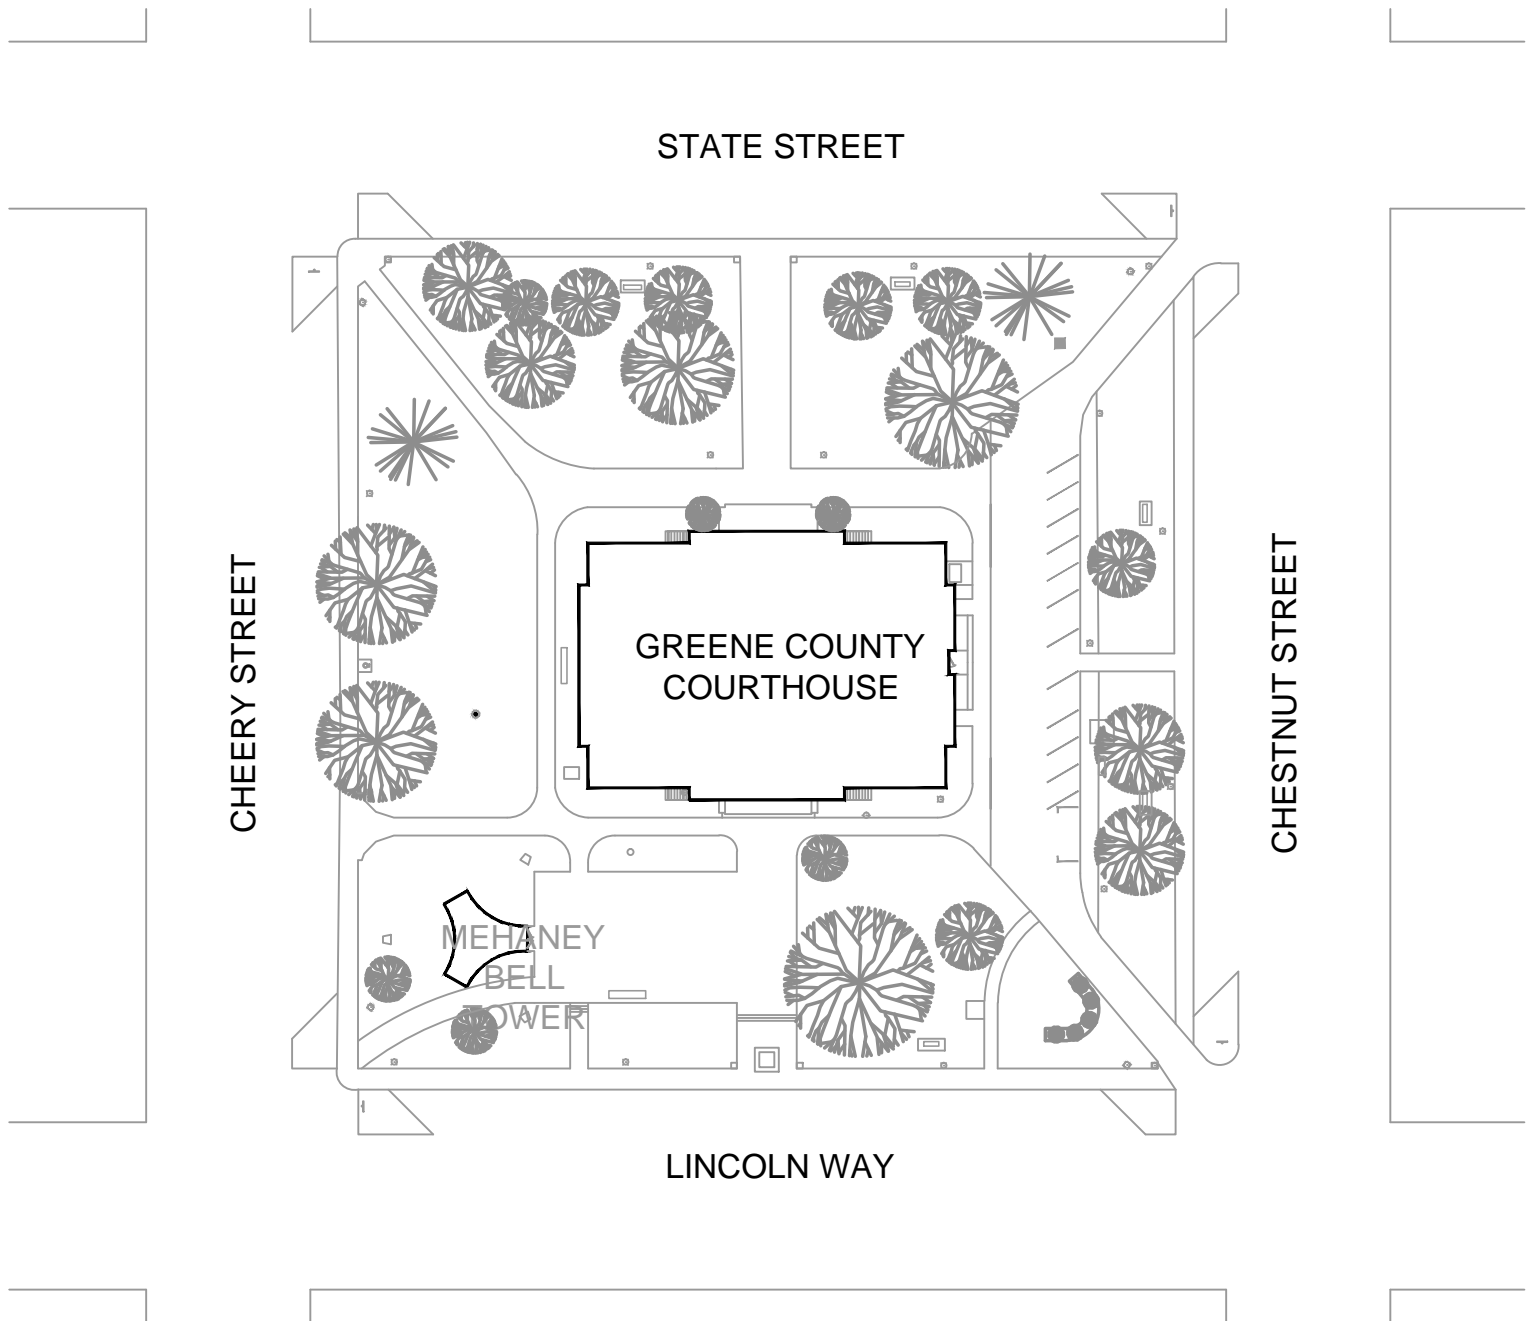 STATE STREET
CHEERY STREET
GREENE COUNTY
COURTHOUSE
CHESTNUT STREET
MEHANEY
BELL
TOWER
LINCOLN WAY